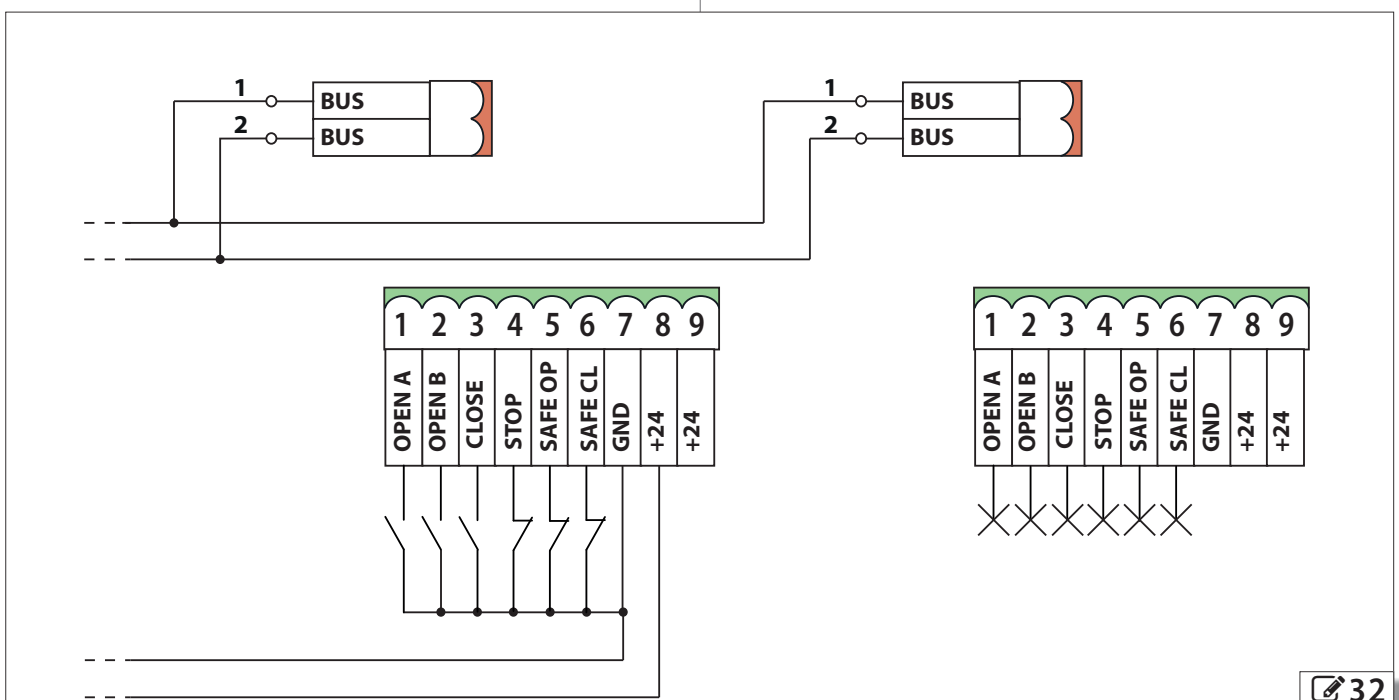 1 BUS
2 BUS
1 BUS
2 BUS
1 2 3 4 5 6 7 8 9
OPEN A
OPEN B
CLOSE
STOP
SAFE OP
SAFE CL
GND
+24
+24
1 2 3 4 5 6 7 8 9
OPEN A
OPEN B
CLOSE
STOP
SAFE OP
SAFE CL
GND
+24
+24
32